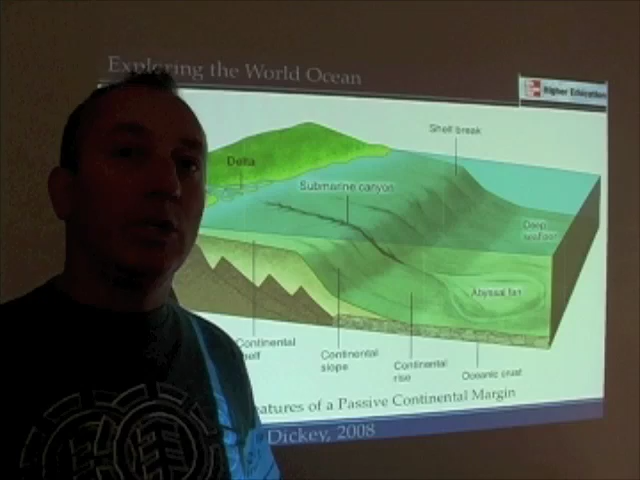 Exploring the World Ocean
Higher Education
Shelf break
Delta
Submarine canyon
Deep
seafloor
Abyssal fan
Continental
shelf
Continental
slope
Continental
rise
Oceanic crust
eatures of a Passive Continental Margin
Dickey, 2008